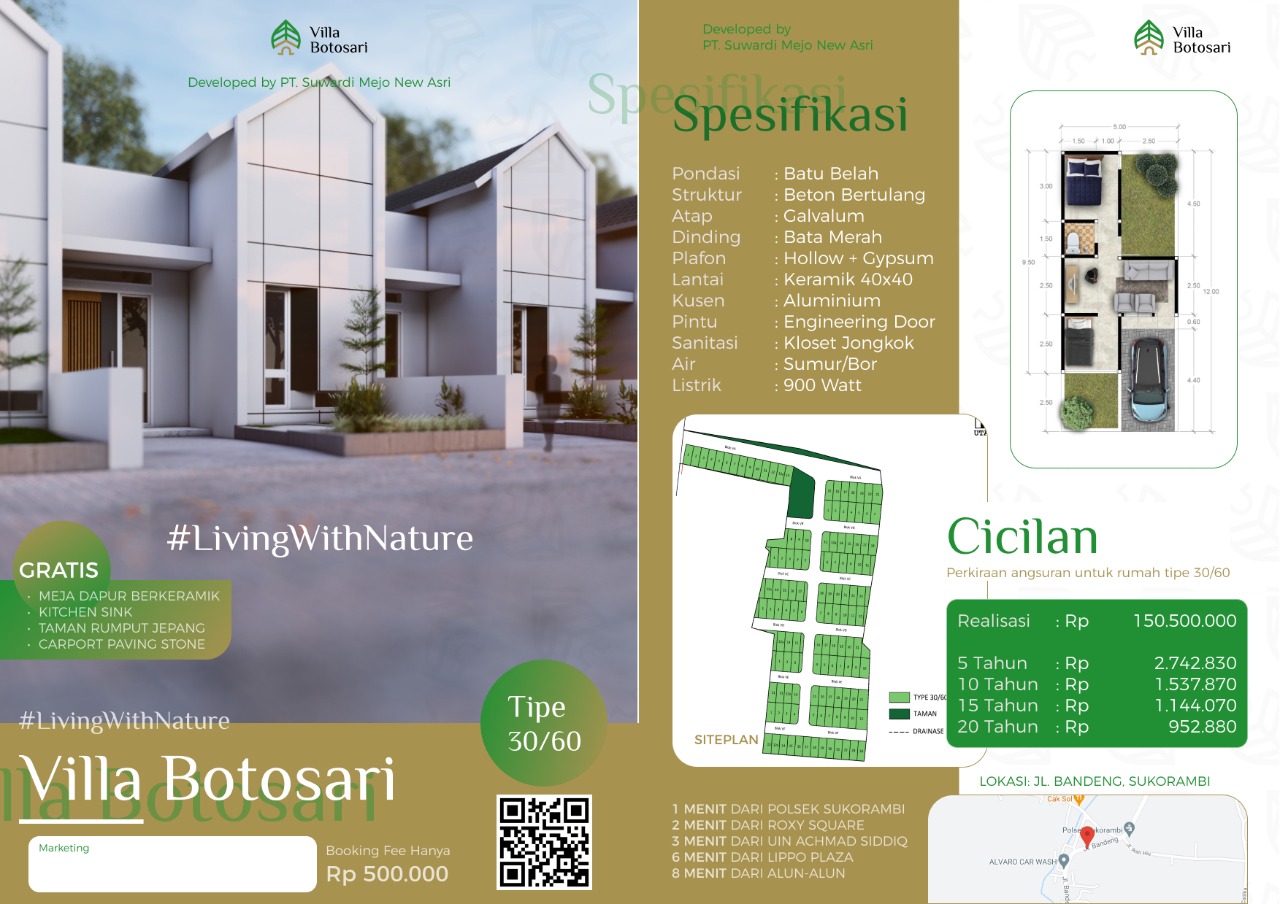 Villa
Botosari
Developed by PT. Suwardi Mejo New Asri
#LivingWithNature
GRATIS
· MEJA DAPUR BERKERAMIK
· KITCHEN SINK
· TAMAN RUMPUT JEPANG
· CARPORT PAVING STONE
#LivingWithNature
Tipe
30/60
Villa Botosari
Marketing
Booking Fee Hanya
Rp 500.000
Developed by
PT. Suwardi Mejo New Asri
Villa
Botosari
Spesifikasi
Spesifikasi
Pondasi : Batu Belah
Struktur : Beton Bertulang
Atap : Galvalum
Dinding : Bata Merah
Plafon : Hollow + Gypsum
Lantai : Keramik 40x40
Kusen : Aluminium
Pintu : Engineering Door
Sanitasi : Kloset Jongkok
Air : Sumur/Bor
Listrik : 900 Watt
5.00
1.50 1.00 2.50
3.00
4.50
1.50
9.50
2.50
2.50
12.00
0.60
2.50
4.40
2.50
TYPE 30/60
TAMAN
DRAINASE
SITEPLAN
Cicilan
Perkiraan angsuran untuk rumah tipe 30/60
Realisasi : Rp 150.500.000
5 Tahun : Rp 2.742.830
10 Tahun : Rp 1.537.870
15 Tahun : Rp 1.144.070
20 Tahun : Rp 952.880
LOKASI: JL. BANDENG, SUKORAMBI
1 MENIT DARI POLSEK SUKORAMBI
2 MENIT DARI ROXY SQUARE
3 MENIT DARI UIN ACHMAD SIDDIQ
6 MENIT DARI LIPPO PLAZA
8 MENIT DARI ALUN-ALUN
Cak Sol
Bandeng
ALVARO CAR WASH